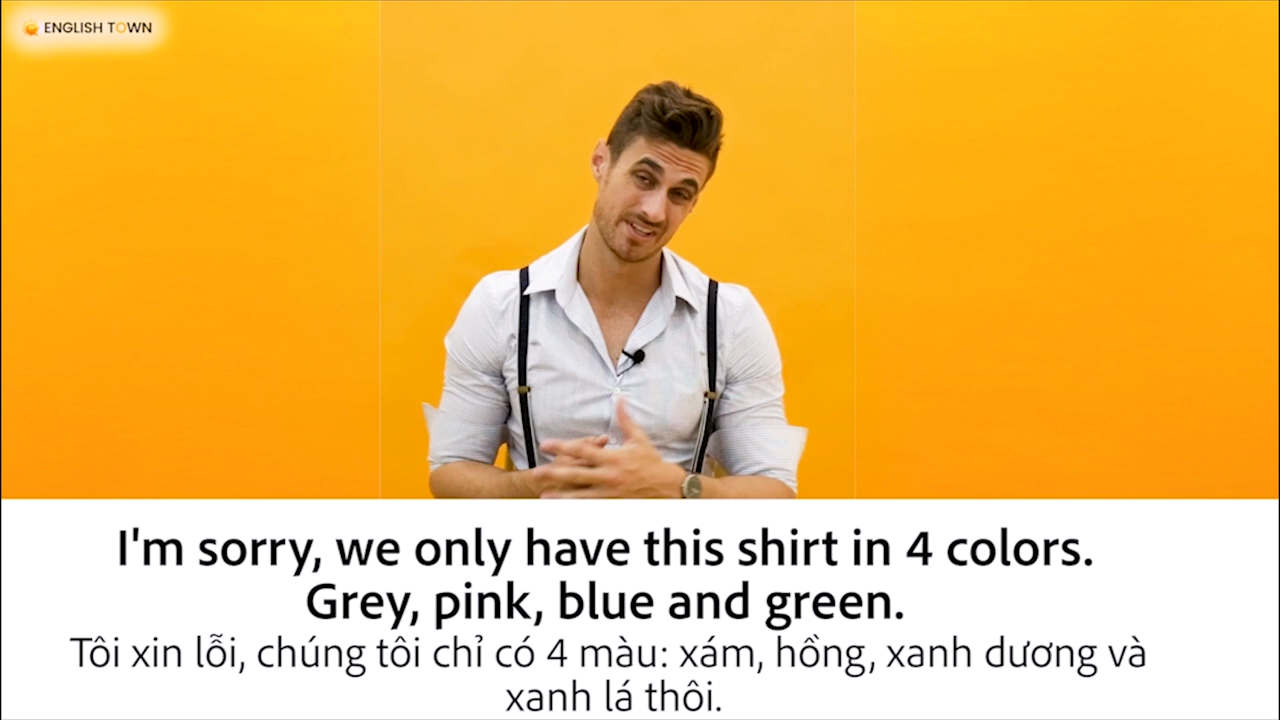 ENGLISH TOWN
I'm sorry, we only have this shirt in 4 colors.
Grey, pink, blue and green.
Tôi xin lỗi, chúng tôi chỉ có 4 màu: xám, hồng, xanh dương và
xanh lá thôi.